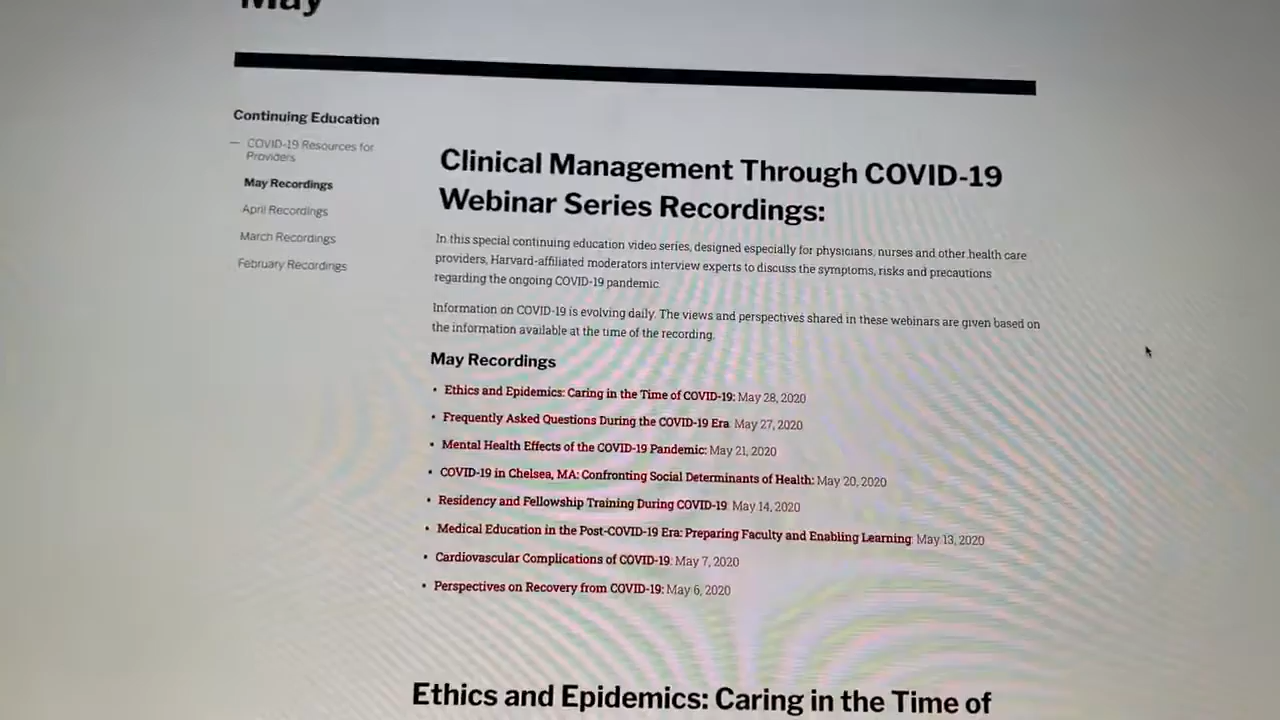 May
Continuing Education
— COVID-19 Resources for
Providers
May Recordings
April Recordings
March Recordings
February Recordings
Clinical Management Through COVID-19
Webinar Series Recordings:
In this special continuing education video series, designed especially for physicians, nurses and other health care
providers, Harvard-affiliated moderators interview experts to discuss the symptoms, risks and precautions
regarding the ongoing COVID-19 pandemic.
Information on COVID-19 is evolving daily. The views and perspectives shared in these webinars are given based on
the information available at the time of the recording.
May Recordings
• Ethics and Epidemics: Caring in the Time of COVID-19: May 28, 2020
• Frequently Asked Questions During the COVID-19 Era: May 27, 2020
• Mental Health Effects of the COVID-19 Pandemic: May 21, 2020
• COVID-19 in Chelsea, MA: Confronting Social Determinants of Health: May 20, 2020
• Residency and Fellowship Training During COVID-19: May 14, 2020
• Medical Education in the Post-COVID-19 Era: Preparing Faculty and Enabling Learning: May 13, 2020
• Cardiovascular Complications of COVID-19: May 7, 2020
• Perspectives on Recovery from COVID-19: May 6, 2020
Ethics and Epidemics: Caring in the Time of